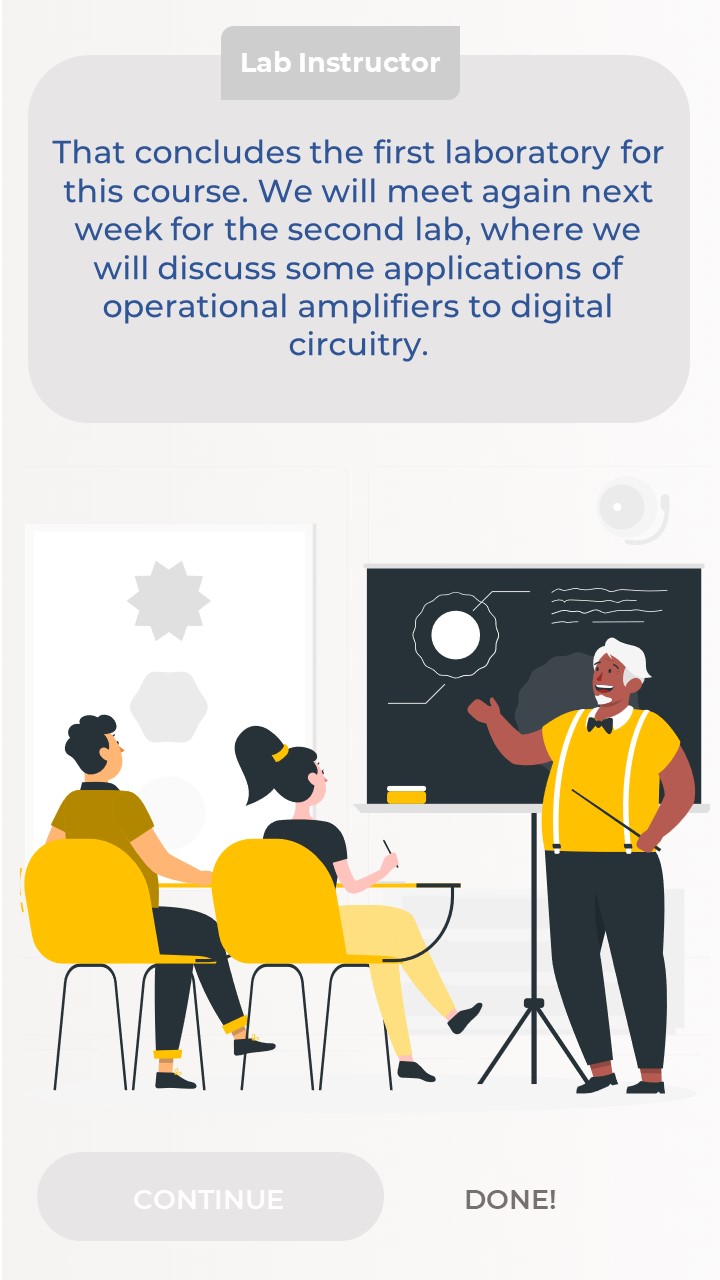 Lab Instructor
That concludes the first laboratory for
this course. We will meet again next
week for the second lab, where we
will discuss some applications of
operational amplifiers to digital
circuitry.
CONTINUE
DONE!